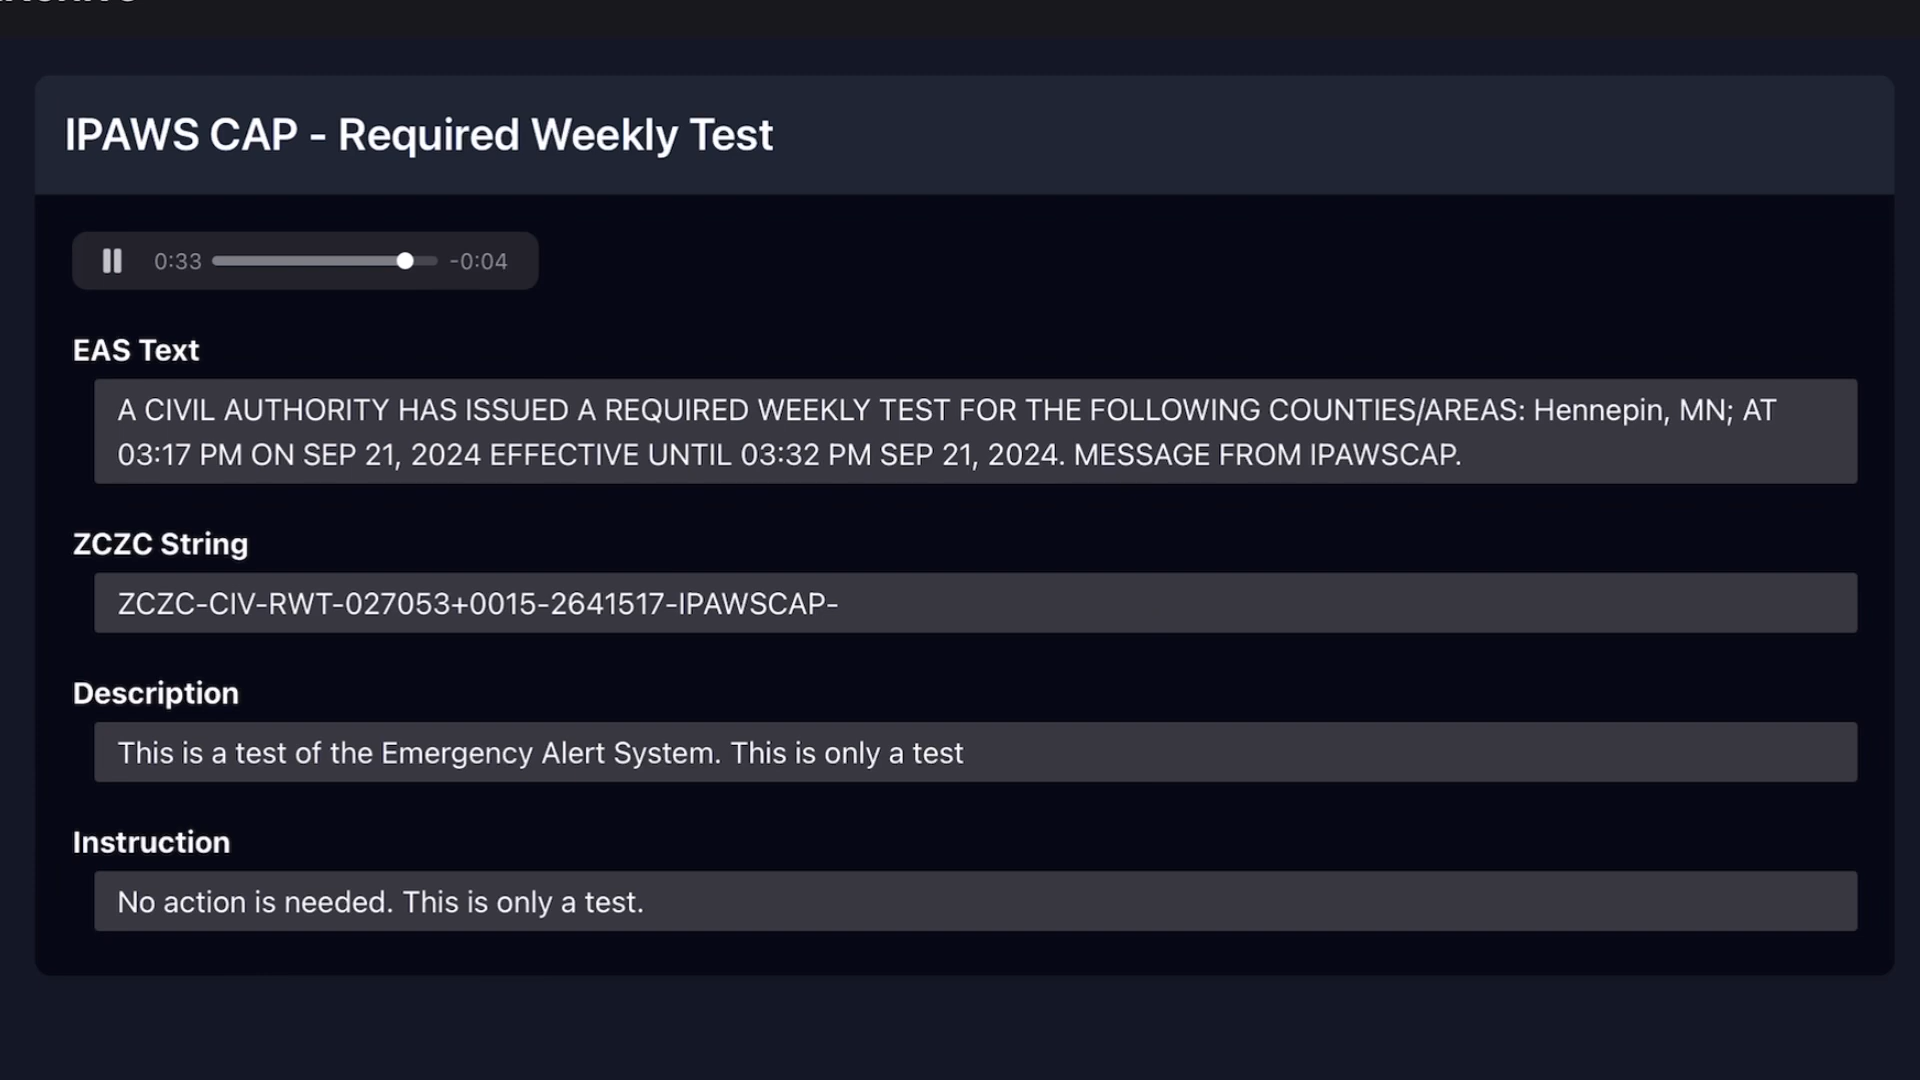 IPAWS CAP - Required Weekly Test
0:33
-0:04
EAS Text
A CIVIL AUTHORITY HAS ISSUED A REQUIRED WEEKLY TEST FOR THE FOLLOWING COUNTIES/AREAS: Hennepin, MN; AT
03:17 PM ON SEP 21, 2024 EFFECTIVE UNTIL 03:32 PM SEP 21, 2024. MESSAGE FROM IPAWSCAP.
ZCZC String
ZCZC-CIV-RWT-027053+0015-2641517-IPAWSCAP-
Description
This is a test of the Emergency Alert System. This is only a test
Instruction
No action is needed. This is only a test.